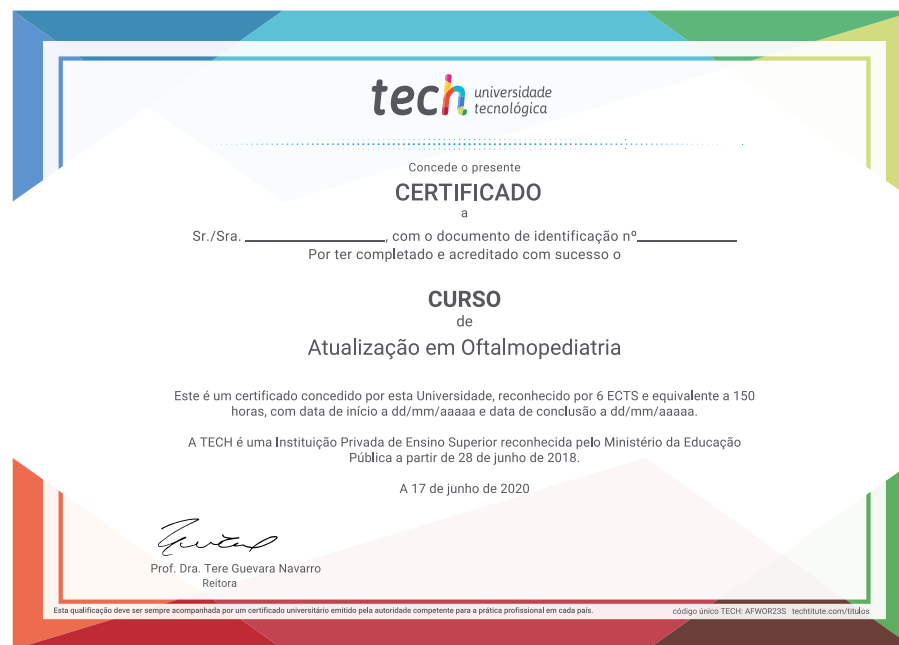 tech universidade
tecnológica
Concede o presente
CERTIFICADO
a
Sr./Sra. ____________________, com o documento de identificação nº______________
Por ter completado e acreditado com sucesso o
CURSO
de
Atualização em Oftalmopediatria
Este é um certificado concedido por esta Universidade, reconhecido por 6 ECTS e equivalente a 150
horas, com data de início a dd/mm/aaaaa e data de conclusão a dd/mm/aaaaa.
A TECH é uma Instituição Privada de Ensino Superior reconhecida pelo Ministério da Educação
Pública a partir de 28 de junho de 2018.
A 17 de junho de 2020
Prof. Dra. Tere Guevara Navarro
Reitora
Esta qualificação deve ser sempre acompanhada por um certificado universitário emitido pela autoridade competente para a prática profissional em cada país.
código único TECH: AFWOR23S techtitute.com/titulos